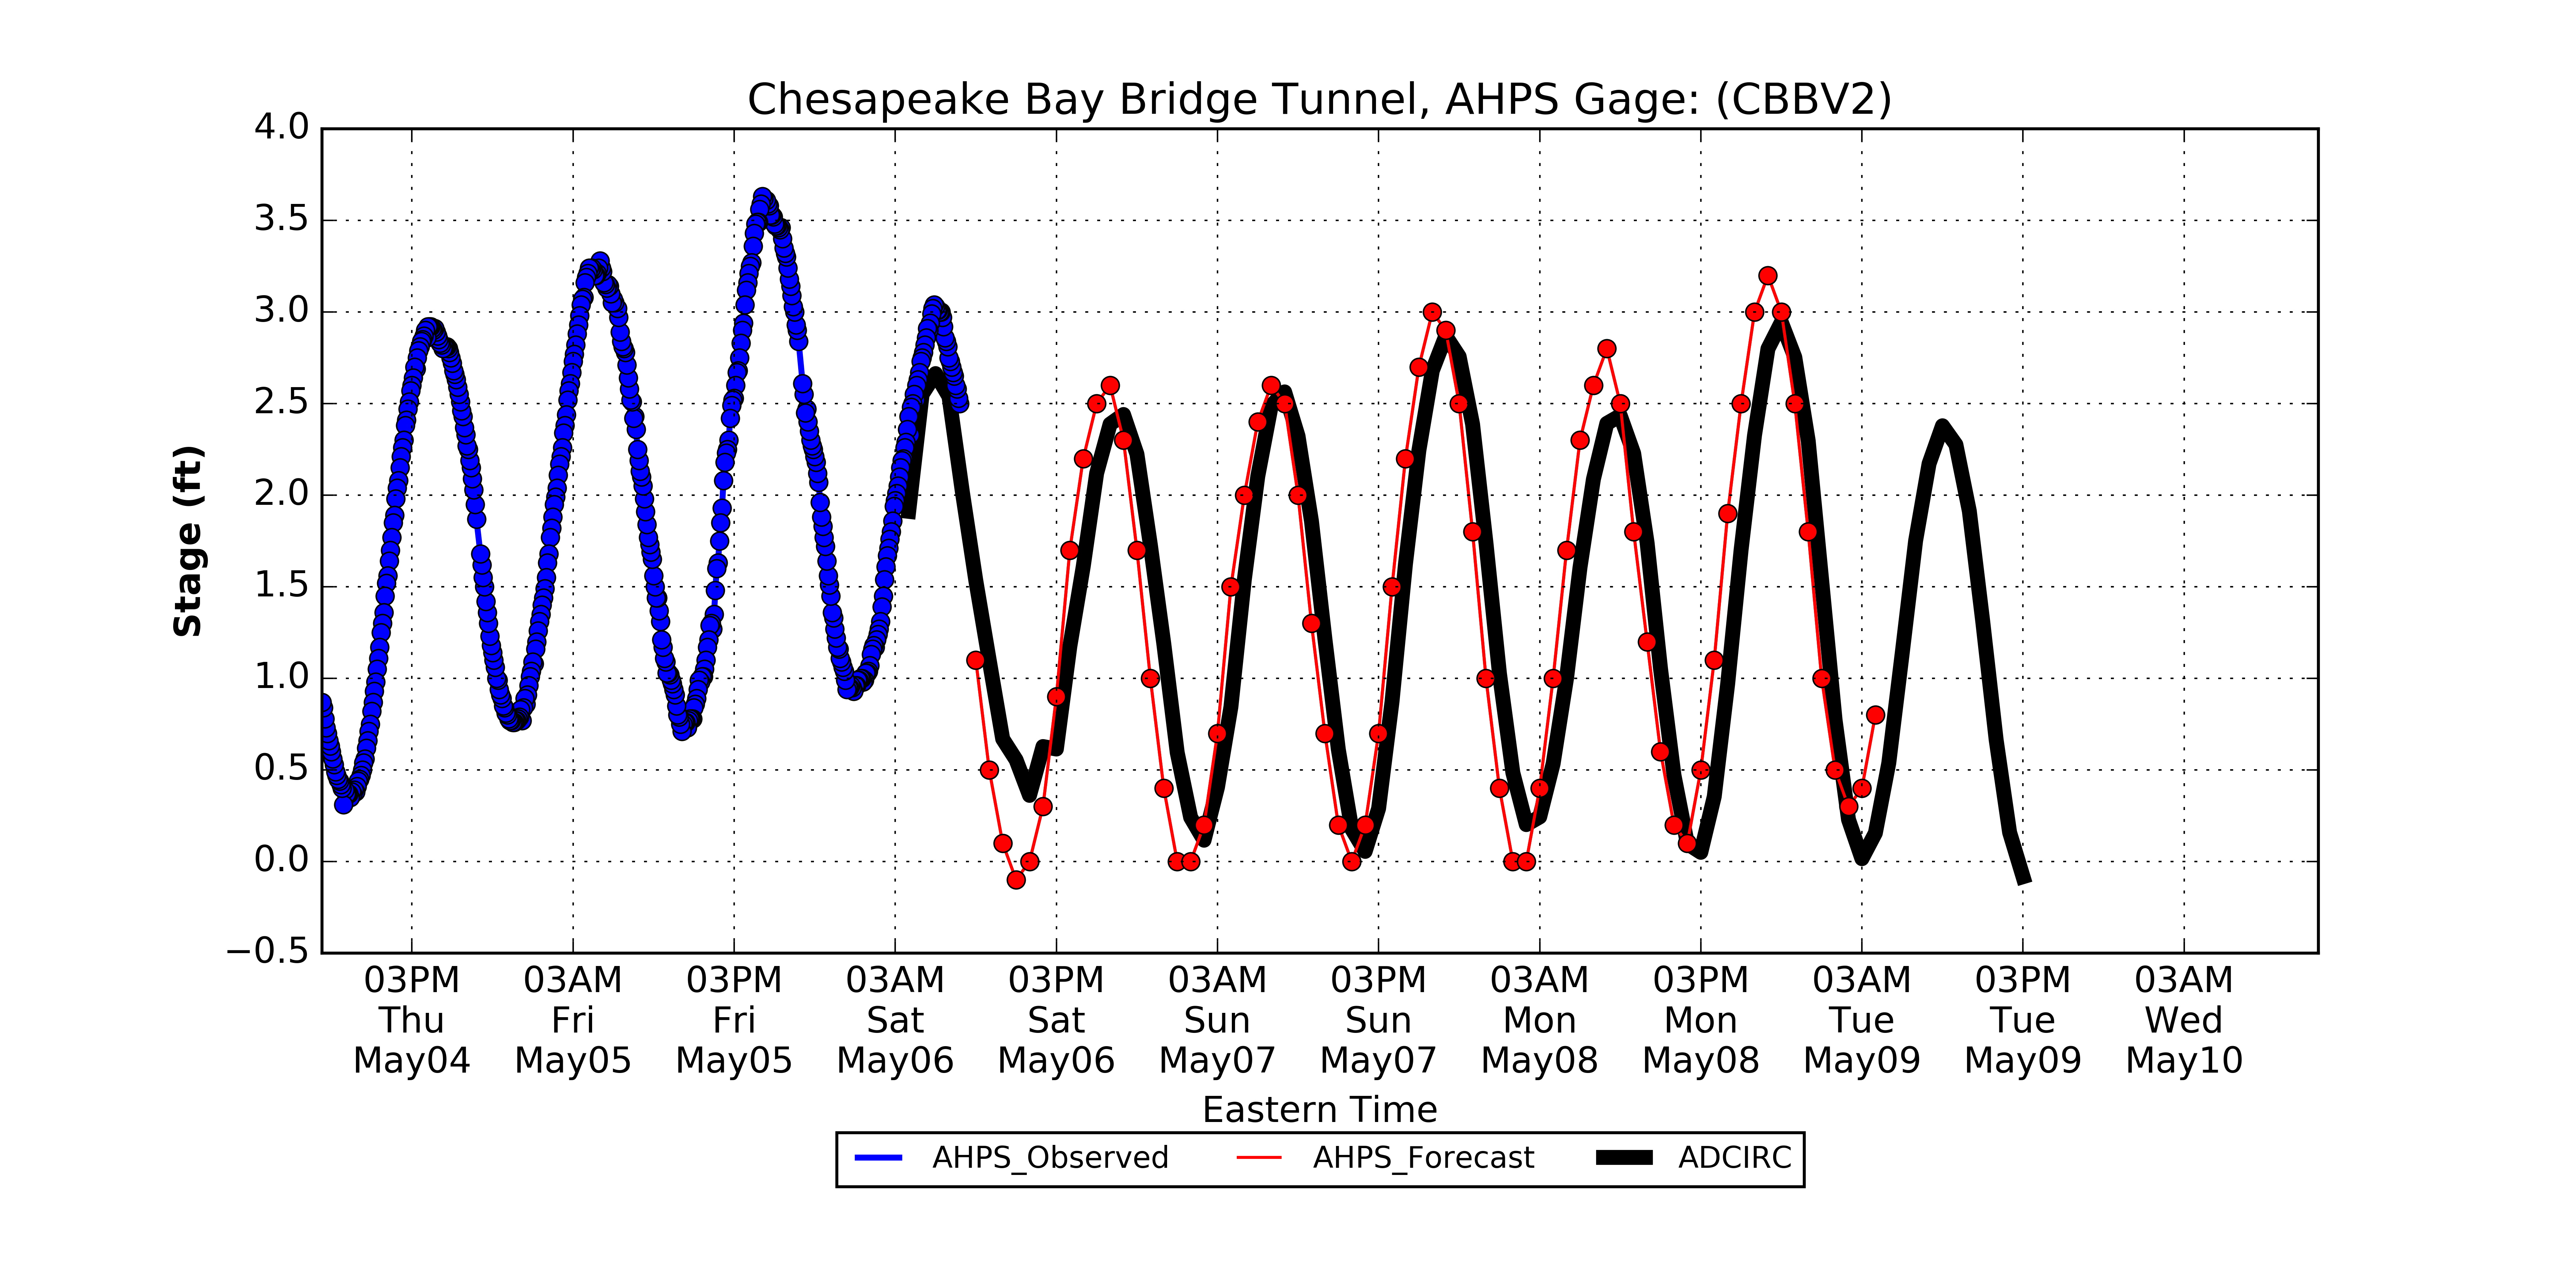 Chesapeake Bay Bridge Tunnel, AHPS Gage: (CBBV2)
4.0
3.5
3.0
2.5
2.0
1.5
1.0
0.5
0.0
−0.5
Stage (ft)
03PM 03AM 03PM 03AM 03PM 03AM 03PM 03AM 03PM 03AM 03PM 03AM
Thu Fri Fri Sat Sat Sun Sun Mon Mon Tue Tue Wed
May04 May05 May05 May06 May06 May07 May07 May08 May08 May09 May09 May10
Eastern Time
AHPS_Observed AHPS_Forecast ADCIRC